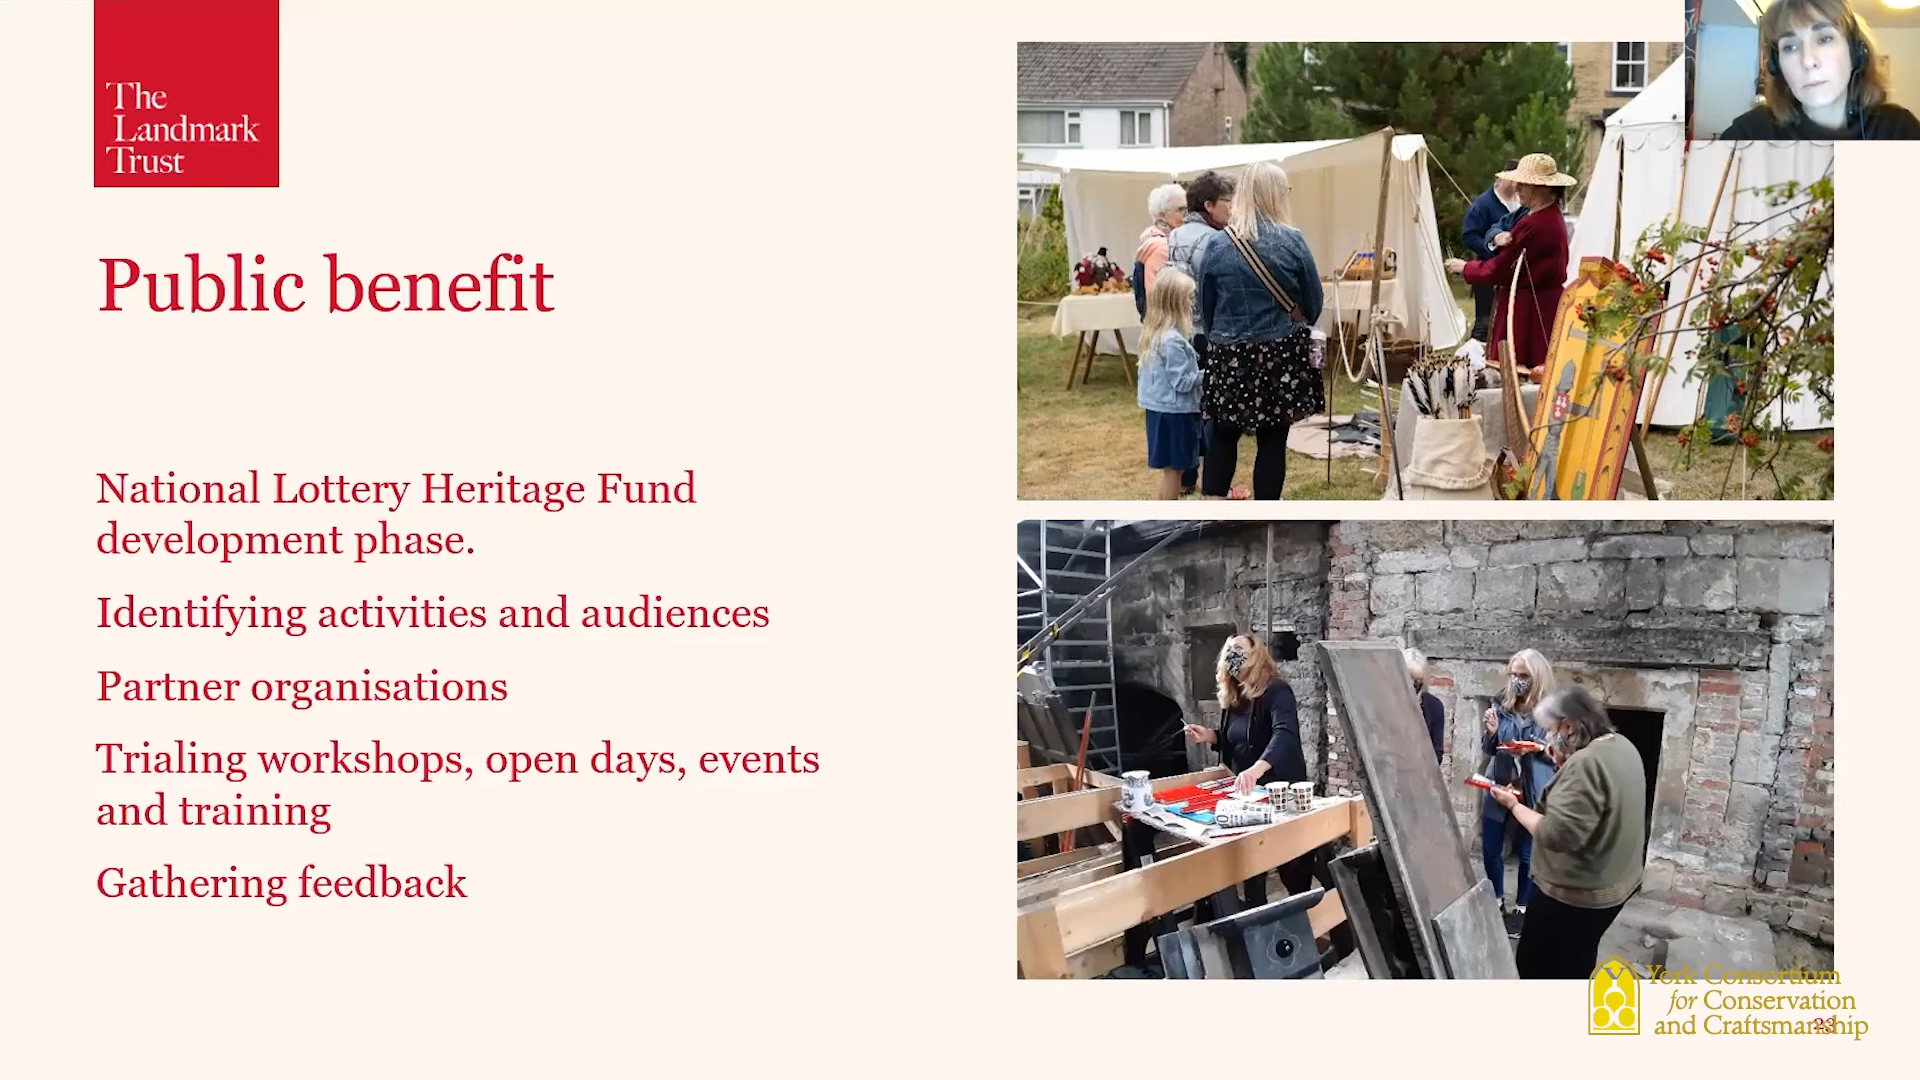 The
Landmark
Trust
Public benefit
National Lottery Heritage Fund
development phase.
Identifying activities and audiences
Partner organisations
Trialing workshops, open days, events
and training
Gathering feedback
York Consortium
for Conservation
and Craftsmanship